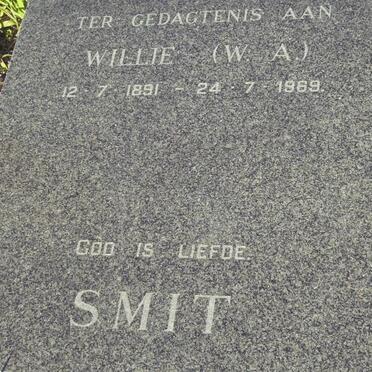 TER GEDAGTENIS AAN
WILLIE (W. A.)
12 · 7 · 1891 - 24 · 7 · 1969.
GOD IS LIEFDE.
SMIT